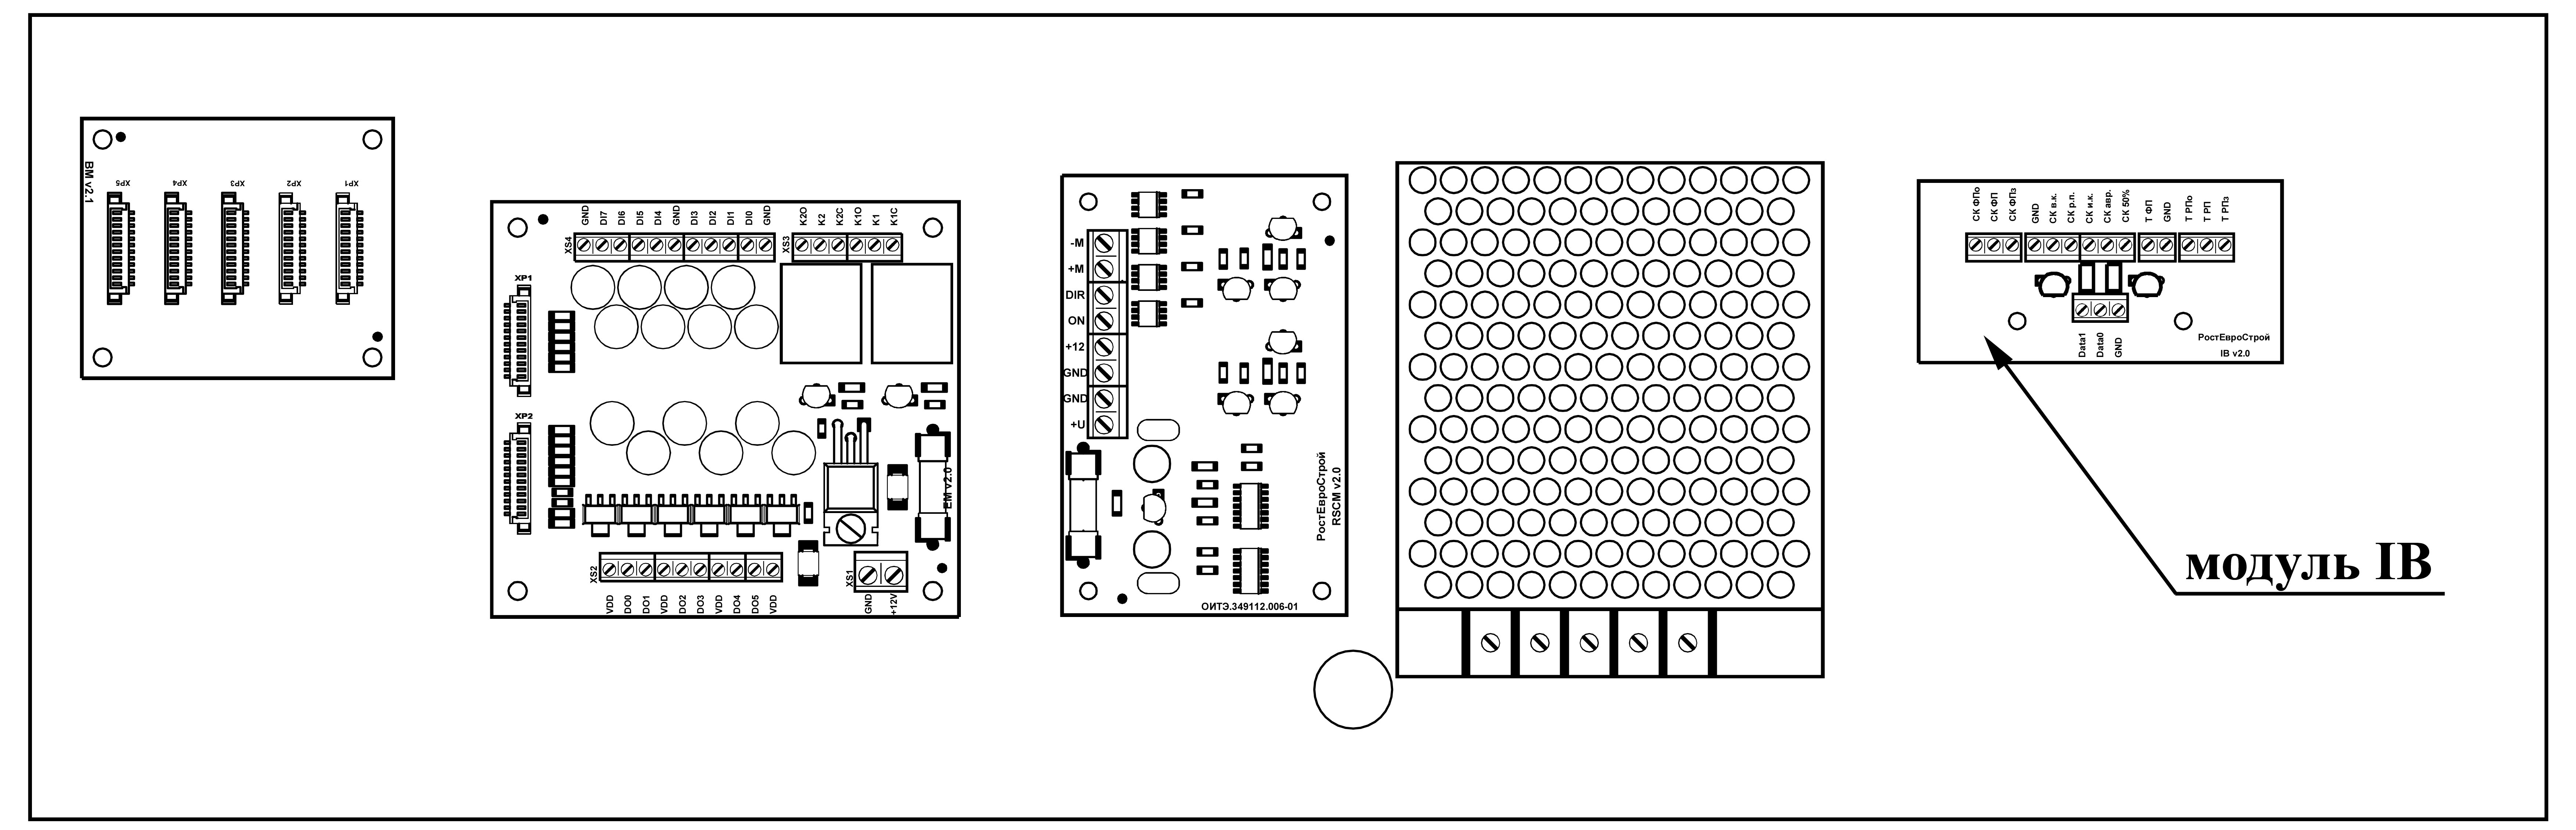 BM v2.1
XP5
XP4
XP3
XP2
XP1
XS4
GND
DI7
DI6
DI5
DI4
GND
DI3
DI2
DI1
DI0
GND
XS3
K2O
K2
K2C
K1O
K1
K1C
XP1
XP2
EM v2.0
XS2
VDD
DO0
DO1
VDD
DO2
DO3
VDD
DO4
DO5
VDD
XS1
GND
+12V
-M
+M
DIR
ON
+12
GND
GND
+U
РостЕвроСтрой
RSCM v2.0
ОИТЭ.349112.006-01
СК ФПо
СК ФП
СК ФПз
GND
СК в.к.
СК р.п.
СК и.к.
СК авр.
СК 50%
Т ФП
GND
Т РПо
Т РП
Т РПз
Data1
Data0
GND
РостЕвроСтрой
IB v2.0
модуль IB